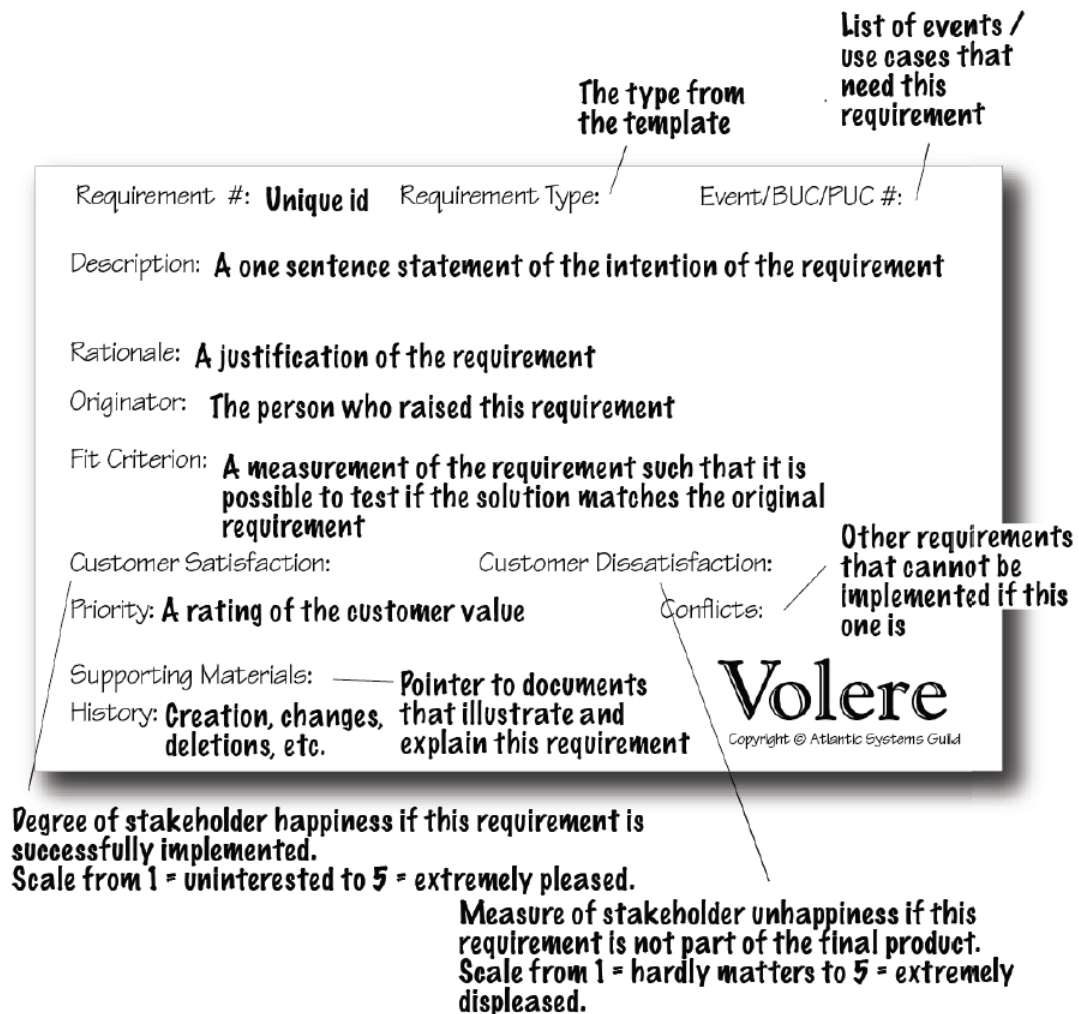 List of events /
use cases that
need this
requirement
The type from
the template
Requirement #: Unique id Requirement Type: Event/BUC/PUC #:
Description: A one sentence statement of the intention of the requirement
Rationale: A justification of the requirement
Originator: The person who raised this requirement
Fit Criterion: A measurement of the requirement such that it is
possible to test if the solution matches the original
requirement
Other requirements
that cannot be
implemented if this
one is
Customer Satisfaction: Customer Dissatisfaction:
Priority: A rating of the customer value Conflicts:
Supporting Materials: Pointer to documents
that illustrate and
explain this requirement
History: Creation, changes,
deletions, etc.
Volere
Copyright © Atlantic Systems Guild
Degree of stakeholder happiness if this requirement is
successfully implemented.
Scale from 1 = uninterested to 5 = extremely pleased.
Measure of stakeholder unhappiness if this
requirement is not part of the final product.
Scale from 1 = hardly matters to 5 = extremely
displeased.